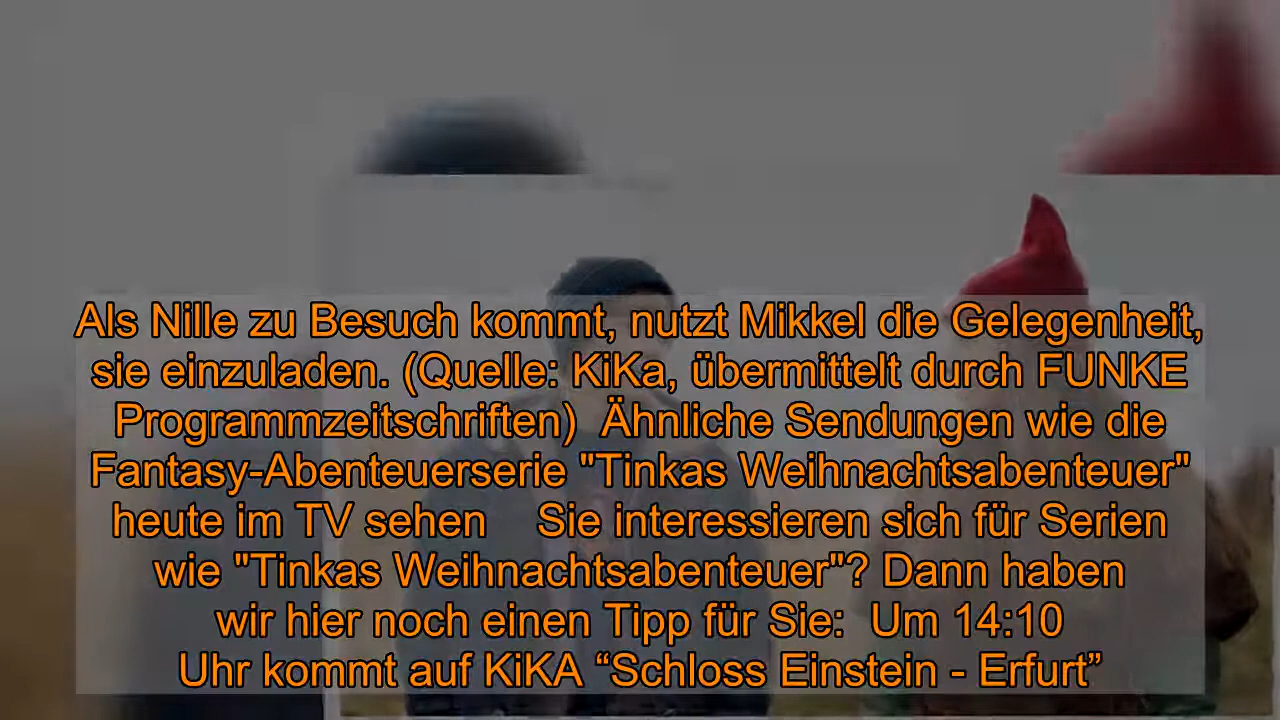 Als Nille zu Besuch kommt, nutzt Mikkel die Gelegenheit,
sie einzuladen. (Quelle: KiKa, übermittelt durch FUNKE
Programmzeitschriften)  Ähnliche Sendungen wie die
Fantasy-Abenteuerserie "Tinkas Weihnachtsabenteuer"
heute im TV sehen    Sie interessieren sich für Serien
wie "Tinkas Weihnachtsabenteuer"? Dann haben
wir hier noch einen Tipp für Sie:  Um 14:10
Uhr kommt auf KiKA “Schloss Einstein - Erfurt”